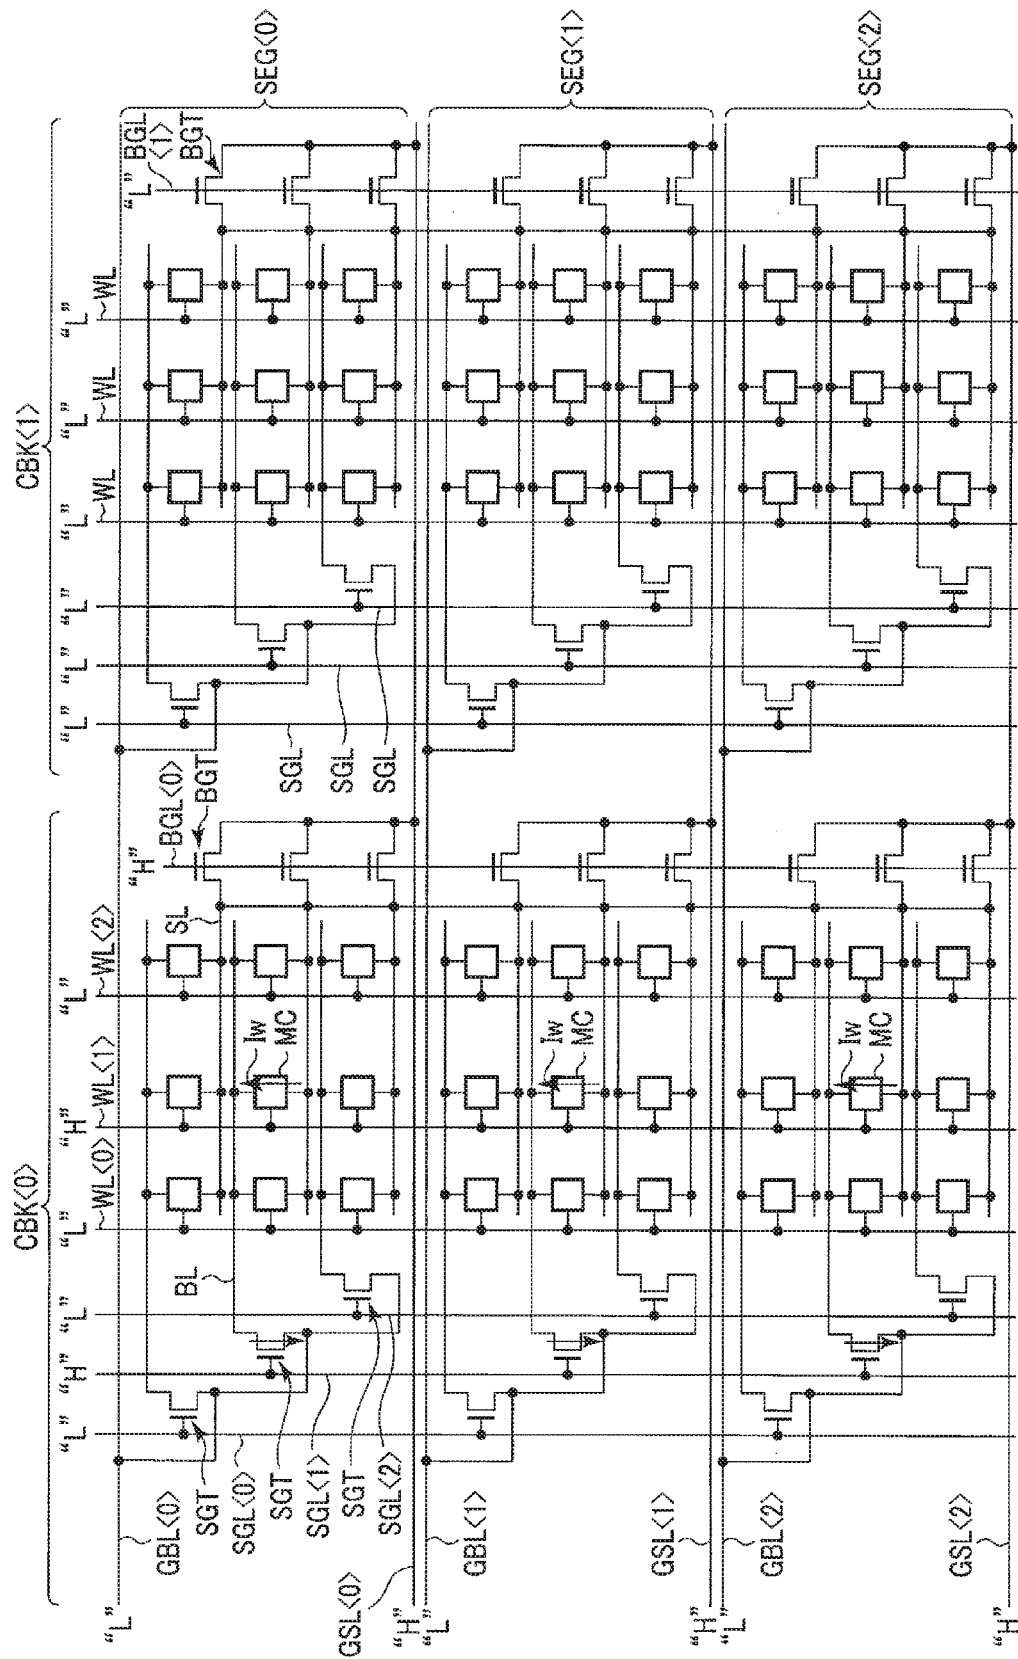 CBK<0>
CBK<1>
"L"
"H"
"L"
"L"
"H"
"L"
"H"
"L"
"L"
"L"
"L"
"L"
"L"
"L"
WL<0>
WL<1>
WL<2>
BGL<0>
BGT
WL
WL
WL
"L"
BGL
<1>
BGT
SL
BL
Iw
MC
SGL
SGL
SGL
SEG<0>
"L"
GBL<0>
SGT
SGL<0>
SGT
SGL<1>
SGT
SGL<2>
GSL<0>
"H"
"L"
GBL<1>
Iw
MC
SEG<1>
GSL<1>
"H"
"L"
GBL<2>
Iw
MC
SEG<2>
GSL<2>
"H"